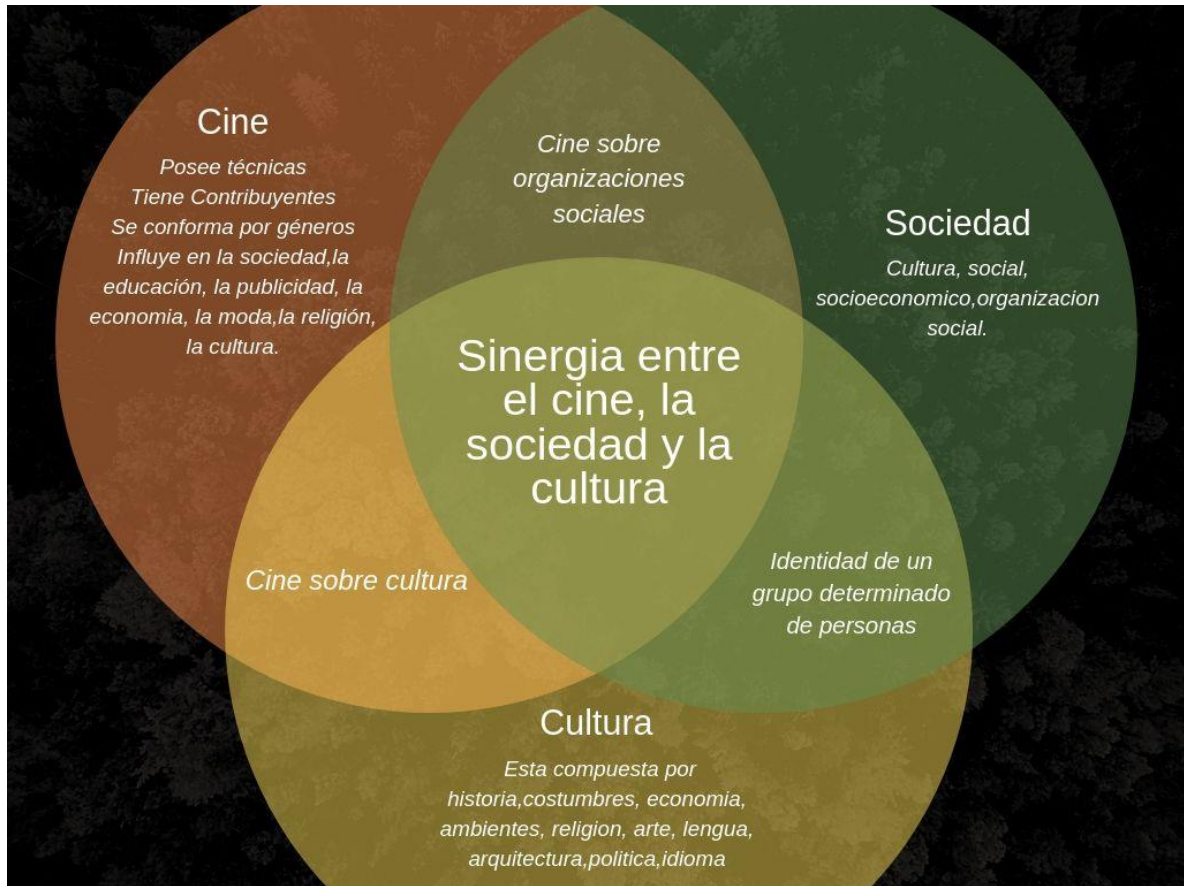 Cine
Posee técnicas
Tiene Contribuyentes
Se conforma por géneros
Influye en la sociedad,la
educación, la publicidad, la
economia, la moda,la religión,
la cultura.
Cine sobre
organizaciones
sociales
Sociedad
Cultura, social,
socioeconomico,organizacion
social.
Sinergia entre
el cine, la
sociedad y la
cultura
Cine sobre cultura
Identidad de un
grupo determinado
de personas
Cultura
Esta compuesta por
historia,costumbres, economia,
ambientes, religion, arte, lengua,
arquitectura,politica,idioma